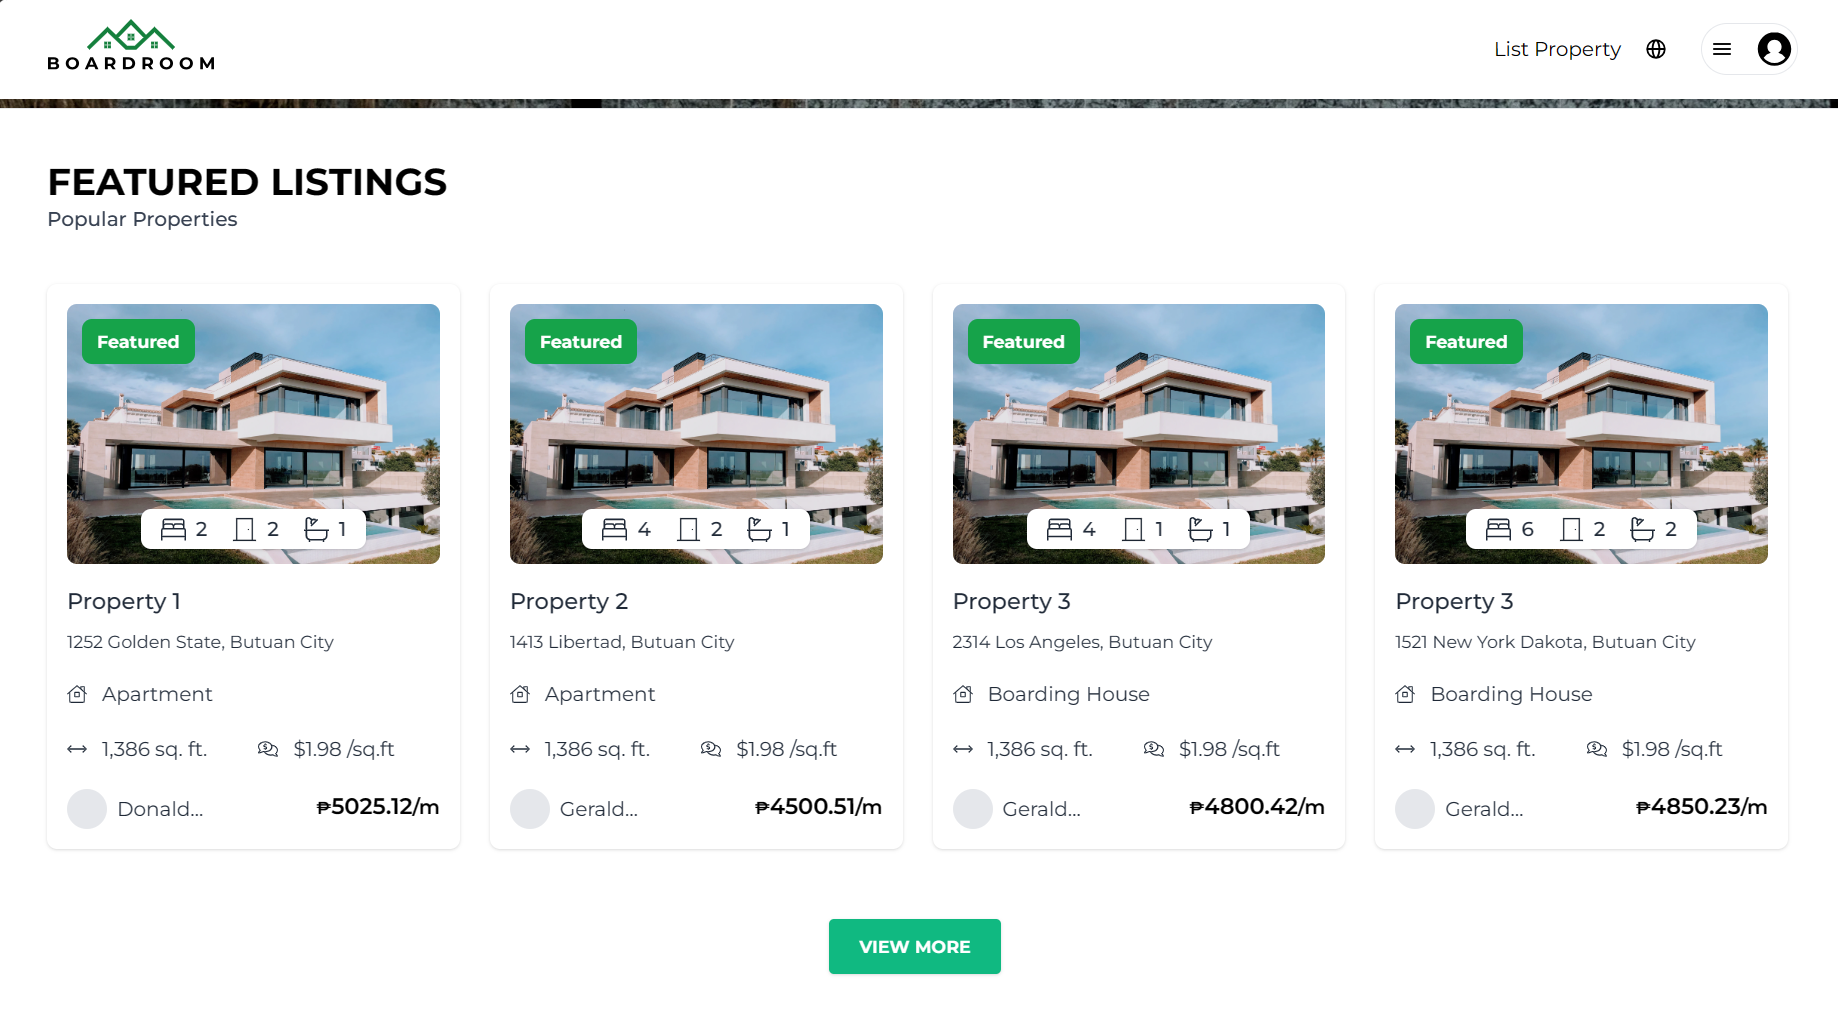 BOARDROOM
List Property
FEATURED LISTINGS
Popular Properties
Featured
2 2 1
Property 1
1252 Golden State, Butuan City
Apartment
1,386 sq. ft. $1.98 /sq.ft
Donald... ₱5025.12/m
Featured
4 2 1
Property 2
1413 Libertad, Butuan City
Apartment
1,386 sq. ft. $1.98 /sq.ft
Gerald... ₱4500.51/m
Featured
4 1 1
Property 3
2314 Los Angeles, Butuan City
Boarding House
1,386 sq. ft. $1.98 /sq.ft
Gerald... ₱4800.42/m
Featured
6 2 2
Property 3
1521 New York Dakota, Butuan City
Boarding House
1,386 sq. ft. $1.98 /sq.ft
Gerald... ₱4850.23/m
VIEW MORE